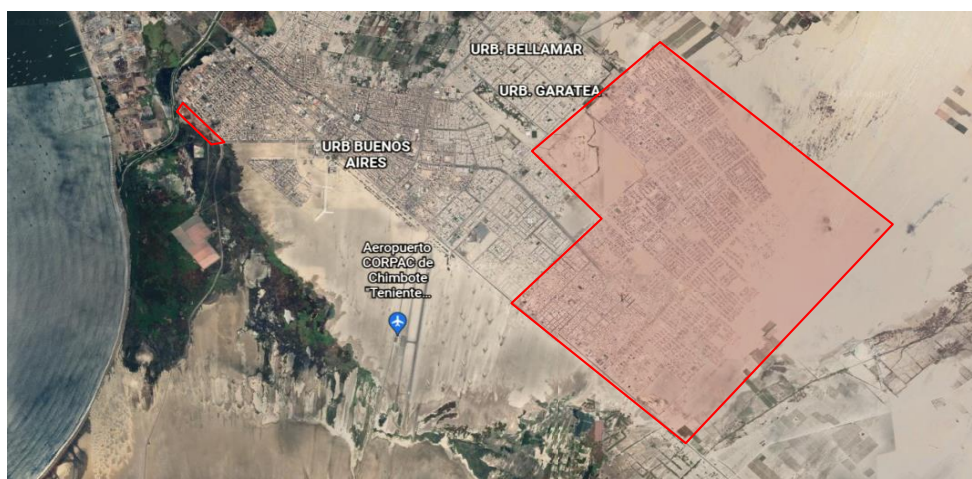 URB. BELLAMAR
URB. GARATEA
URB BUENOS
AIRES
Aeropuerto
CORPAC de
Chimbote
"Teniente...